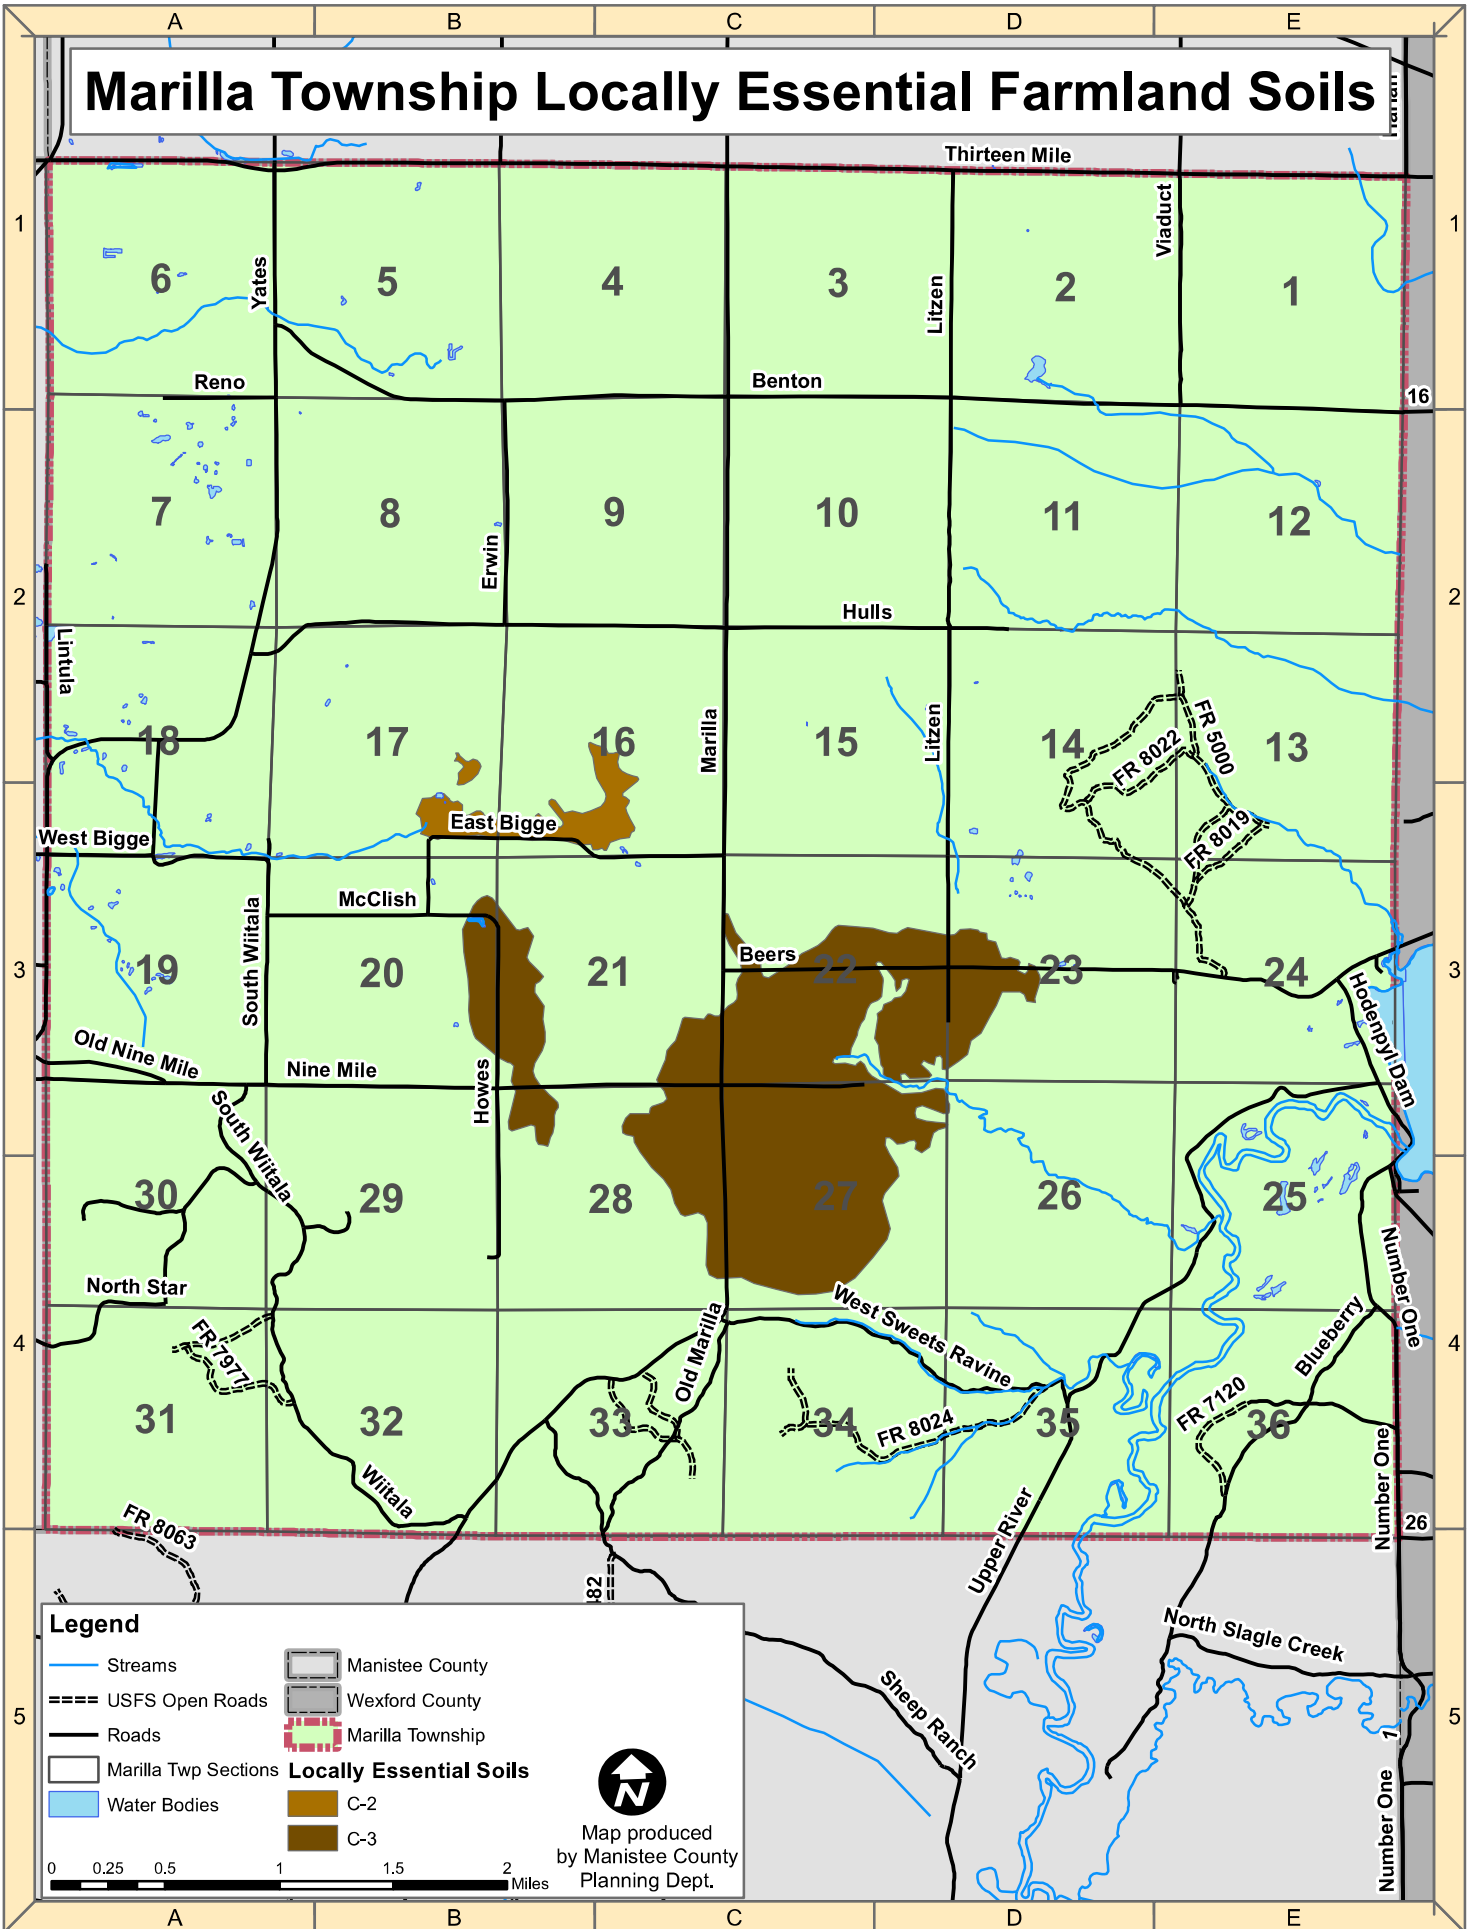 A B C D E
Marilla Township Locally Essential Farmland Soils
Harlan
Thirteen Mile
1 1
Viaduct
6 Yates 5 4 3 Litzen 2 1
Reno Benton 16
7 8 9 10 11 12
Erwin
2 2
Hulls
Lintula
18 17 16 Marilla 15 Litzen 14 FR 8022 FR 5000 13
West Bigge East Bigge FR 8019
McClish
South Wiitala
Beers
3 19 20 21 22 23 24 3
Hodenpyl Dam
Old Nine Mile
Nine Mile
Howes
South Wiitala
30 29 28 27 26 25
North Star
Number One
West Sweets Ravine
Blueberry
4 FR 7977 Old Marilla 4
31 32 33 34 FR 8024 35 FR 7120 36
Wiitala
Number One
Upper River
FR 8063 26
482
North Slagle Creek
Sheep Ranch
5 5
1
Number One
Legend
Streams
USFS Open Roads
Roads
Marilla Twp Sections
Water Bodies
Manistee County
Wexford County
Marilla Township
Locally Essential Soils
C-2
C-3
0 0.25 0.5 1 1.5 2
Miles
N
Map produced
by Manistee County
Planning Dept.
A B C D E